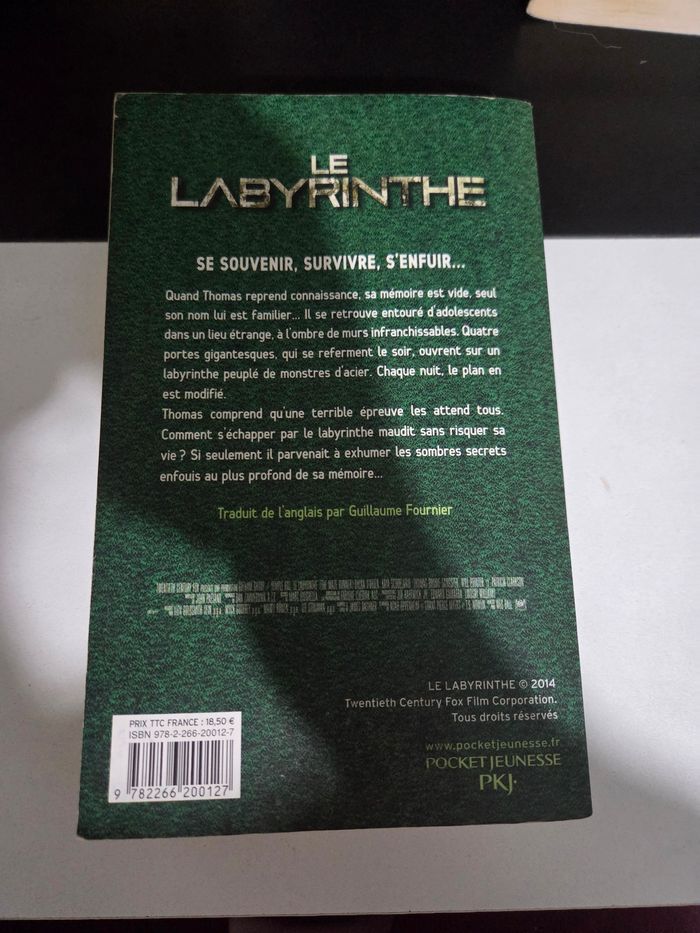 LE
LABYRINTHE
SE SOUVENIR, SURVIVRE, S'ENFUIR...
Quand Thomas reprend connaissance, sa mémoire est vide, seul
son nom lui est familier... Il se retrouve entouré d'adolescents
dans un lieu étrange, à l'ombre de murs infranchissables. Quatre
portes gigantesques, qui se referment le soir, ouvrent sur un
labyrinthe peuplé de monstres d'acier. Chaque nuit, le plan en
est modifié.
Thomas comprend qu'une terrible épreuve les attend tous.
Comment s'échapper par le labyrinthe maudit sans risquer sa
vie ? Si seulement il parvenait à exhumer les sombres secrets
enfouis au plus profond de sa mémoire...
Traduit de l'anglais par Guillaume Fournier
TWENTIETH CENTURY FOX
LE LABYRINTHE © 2014
Twentieth Century Fox Film Corporation.
Tous droits réservés
PRIX TTC FRANCE : 18,50 €
ISBN 978-2-266-20012-7
9 782266 200127
www.pocketjeunesse.fr
POCKET JEUNESSE
PKJ·